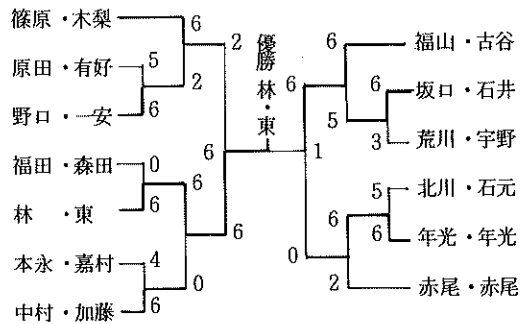 篠原・木梨
原田・有好
野口・一安
福田・森田
林・東
本永・嘉村
中村・加藤
6
5
6
2
2
0
6
6
4
6
0
6
6
優勝 林・東
1
6
0
6
5
6
3
5
6
6
2
福山・古谷
坂口・石井
荒川・宇野
北川・石元
年光・年光
赤尾・赤尾